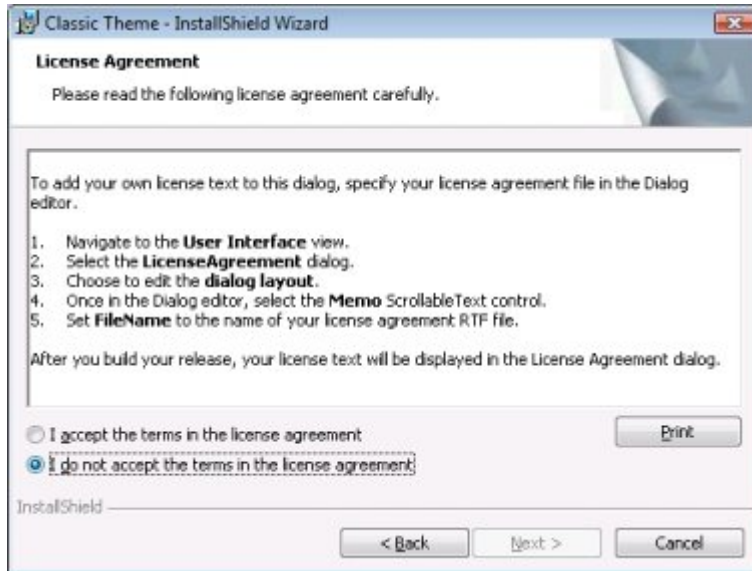 Classic Theme - InstallShield Wizard
License Agreement
Please read the following license agreement carefully.
To add your own license text to this dialog, specify your license agreement file in the Dialog
editor.
1. Navigate to the User Interface view.
2. Select the LicenseAgreement dialog.
3. Choose to edit the dialog layout.
4. Once in the Dialog editor, select the Memo ScrollableText control.
5. Set FileName to the name of your license agreement RTF file.
After you build your release, your license text will be displayed in the License Agreement dialog.
I accept the terms in the license agreement
Print
I do not accept the terms in the license agreement
InstallShield
< Back Next > Cancel